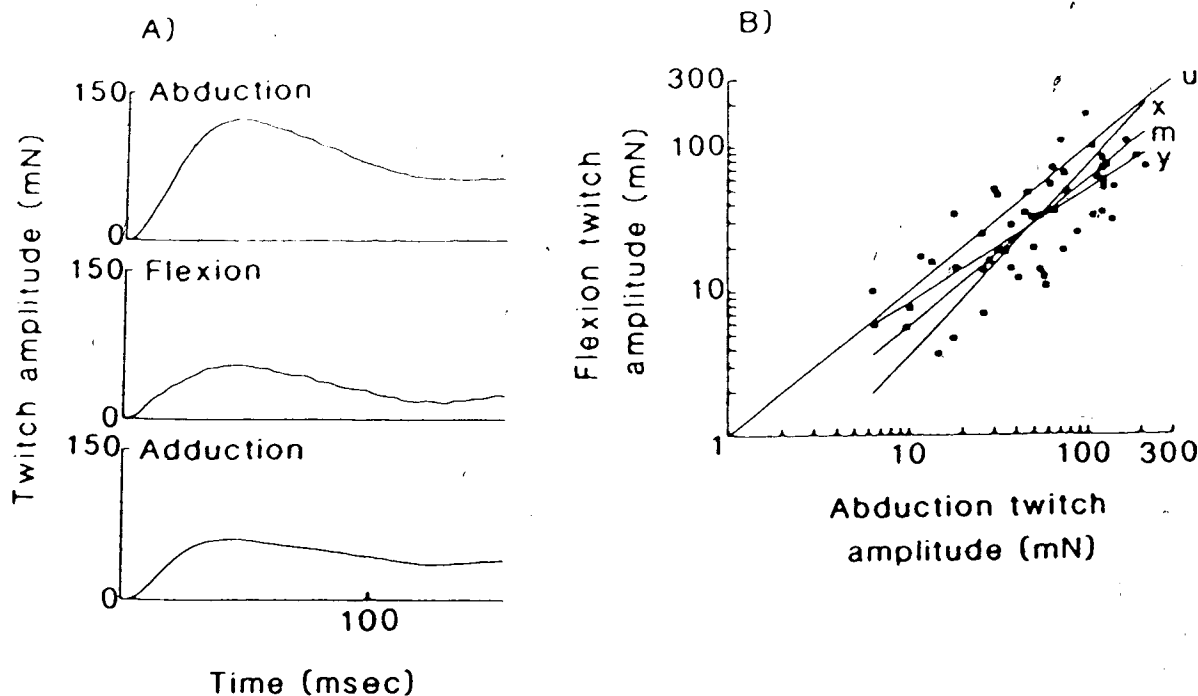 A)
150 Abduction
0
150 Flexion
0
150 Adduction
0
100
Twitch amplitude (mN)
Time (msec)
B)
300
100
10
1
u
x
m
y
10
100
300
Flexion twitch
amplitude (mN)
Abduction twitch
amplitude (mN)